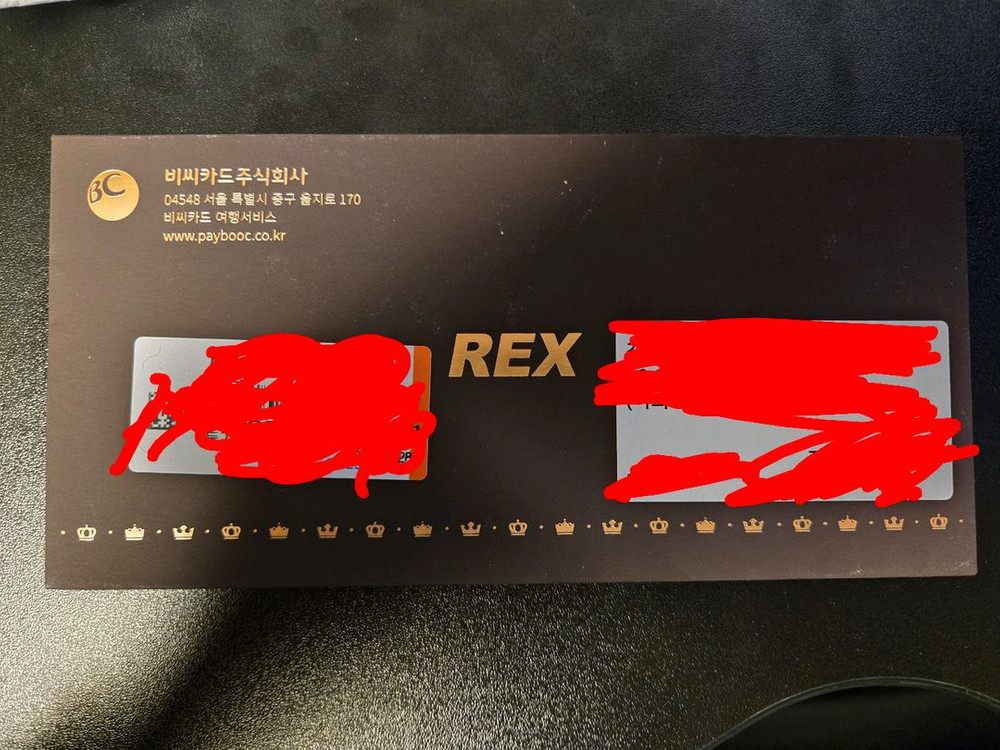 BC
비씨카드주식회사
04548 서울 특별시 중구 을지로 170
비씨카드 여행서비스
www.paybooc.co.kr
REX